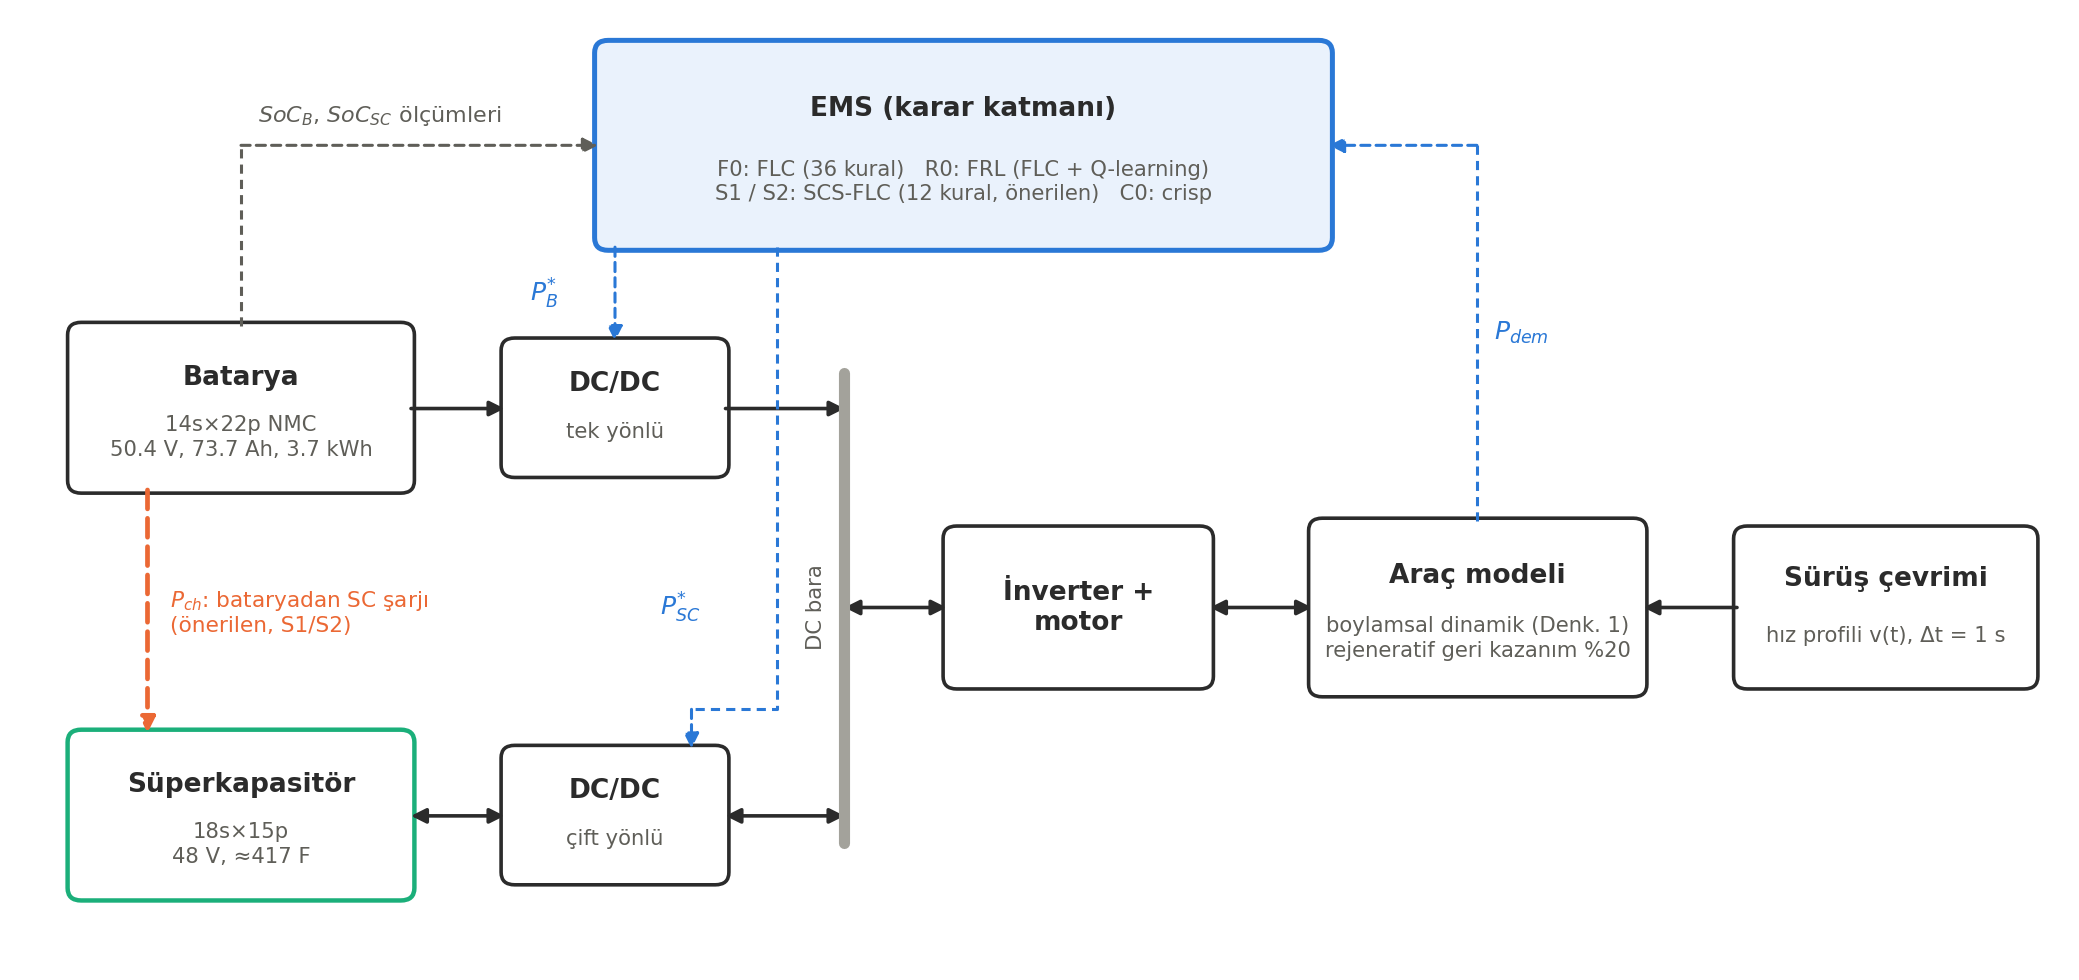 EMS (karar katmanı)
F0: FLC (36 kural)   R0: FRL (FLC + Q-learning)
S1 / S2: SCS-FLC (12 kural, önerilen)   C0: crisp
SoC_B, SoC_SC ölçümleri
P_B^*
P_dem
Batarya
14s×22p NMC
50.4 V, 73.7 Ah, 3.7 kWh
DC/DC
tek yönlü
P_ch: bataryadan SC şarjı
(önerilen, S1/S2)
P_SC^*
DC bara
İnverter +
motor
Araç modeli
boylamsal dinamik (Denk. 1)
rejeneratif geri kazanım %20
Sürüş çevrimi
hız profili v(t), Δt = 1 s
Süperkapasitör
18s×15p
48 V, ≈417 F
DC/DC
çift yönlü